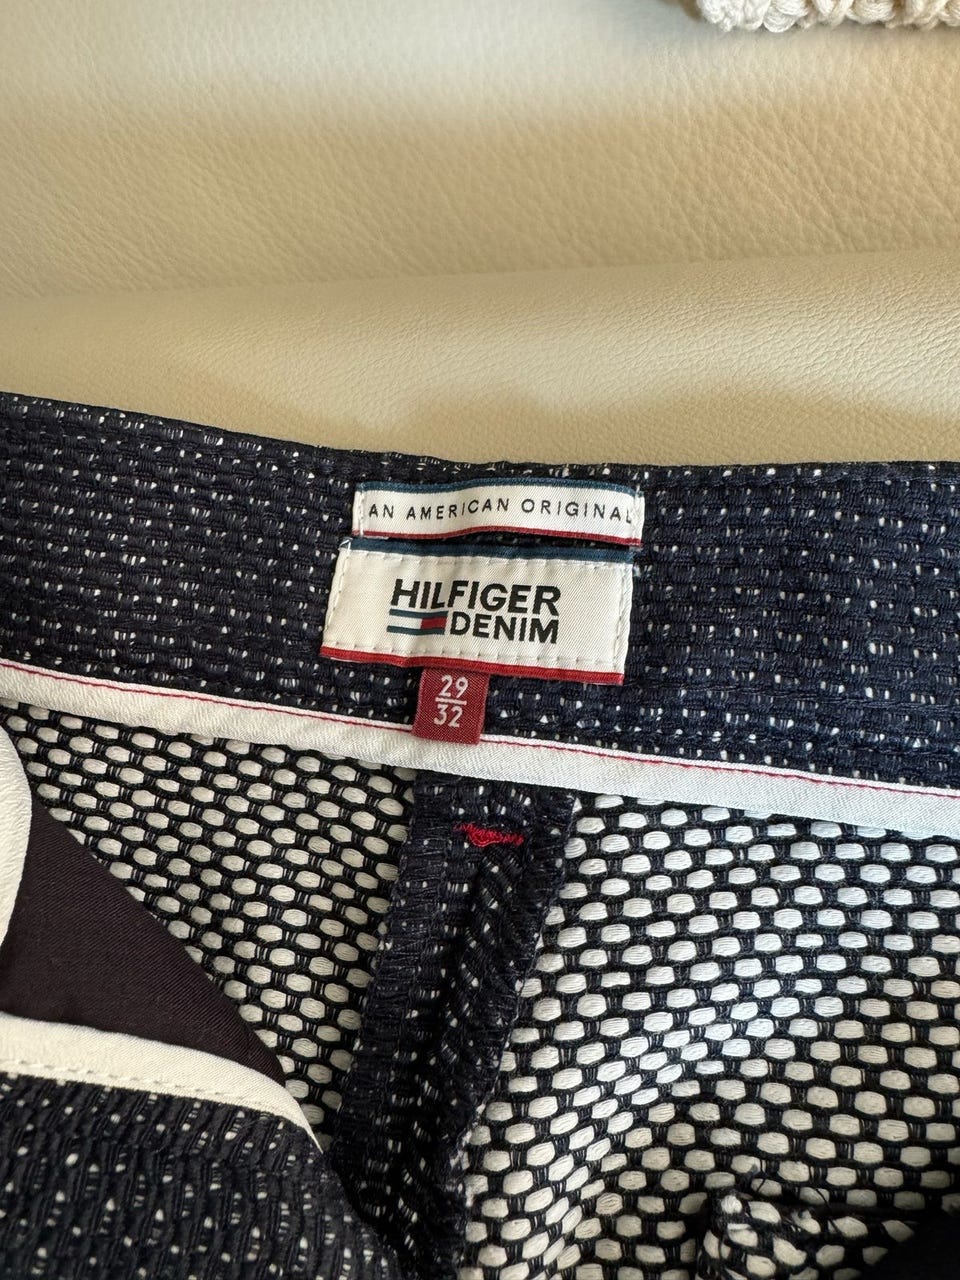 AN AMERICAN ORIGINAL
HILFIGER
DENIM
29
32